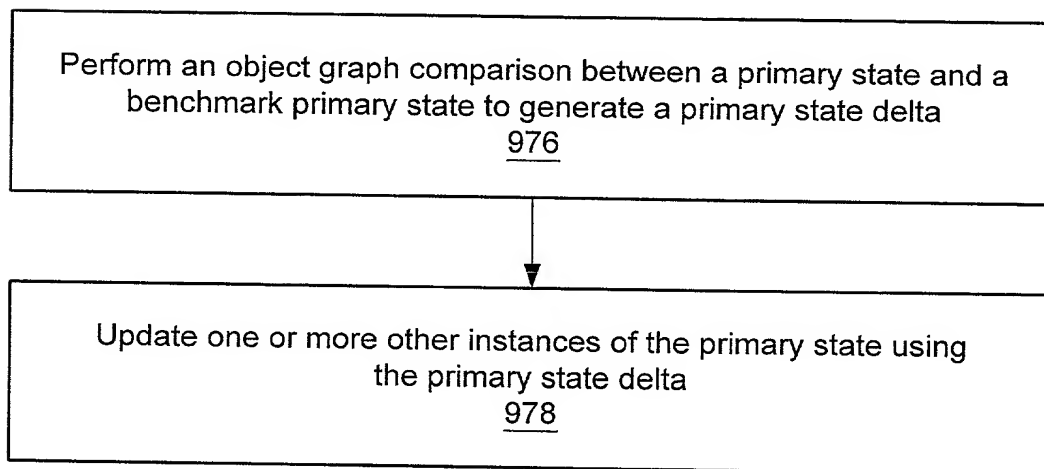 Perform an object graph comparison between a primary state and a
benchmark primary state to generate a primary state delta
976
Update one or more other instances of the primary state using
the primary state delta
978